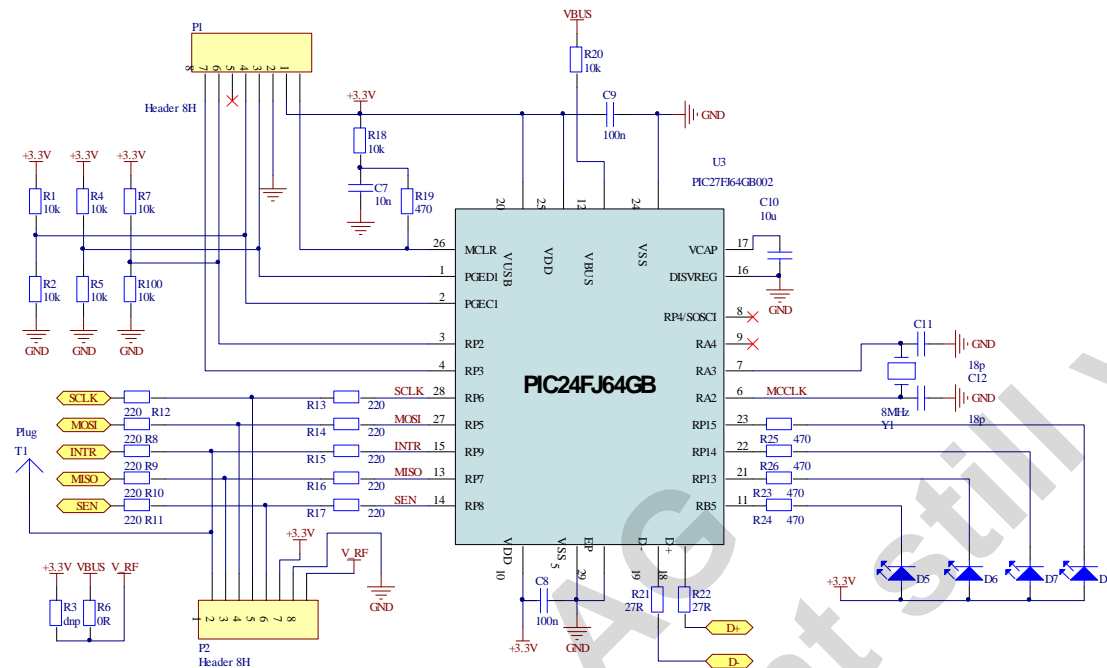 P1
8 7 6 5 4 3 2 1
Header 8H
VBUS
R20
10k
+3.3V
C9
100n
GND
R18
10k
C7
10n
R19
470
U3
PIC27FJ64GB002
C10
10u
+3.3V +3.3V +3.3V
R1
10k
R4
10k
R7
10k
R2
10k
R5
10k
R100
10k
GND GND GND
20 25 12 24
VUSB VDD VBUS VSS
26 MCLR
1 PGED1
2 PGEC1
3 RP2
4 RP3
28 RP6
27 RP5
15 RP9
13 RP7
14 RP8
PIC24FJ64GB
VCAP 17
DISVREG 16
RP4/SOSCI 8
RA4 9
RA3 7
RA2 6
RP15 23
RP14 22
RP13 21
RB5 11
GND
C11
GND
18p
C12
GND
18p
MCCLK
8MHz
Y1
SCLK
220 R12
R13 220
SCLK
MOSI
220 R8
R14 220
MOSI
INTR
220 R9
R15 220
INTR
MISO
220 R10
R16 220
MISO
SEN
220 R11
R17 220
SEN
Plug
T1
R25 470
R26 470
R23 470
R24 470
VDD VSS EP D- D+
10 5 29 19 18
C8
100n
+3.3V
GND
R21
27R
R22
27R
D+
D-
+3.3V
D5 D6 D7 D
+3.3V VBUS V_RF
R3
dnp
R6
0R
+3.3V
V_RF
GND
1 2 3 4 5 6 7 8
P2
Header 8H
AG
t still